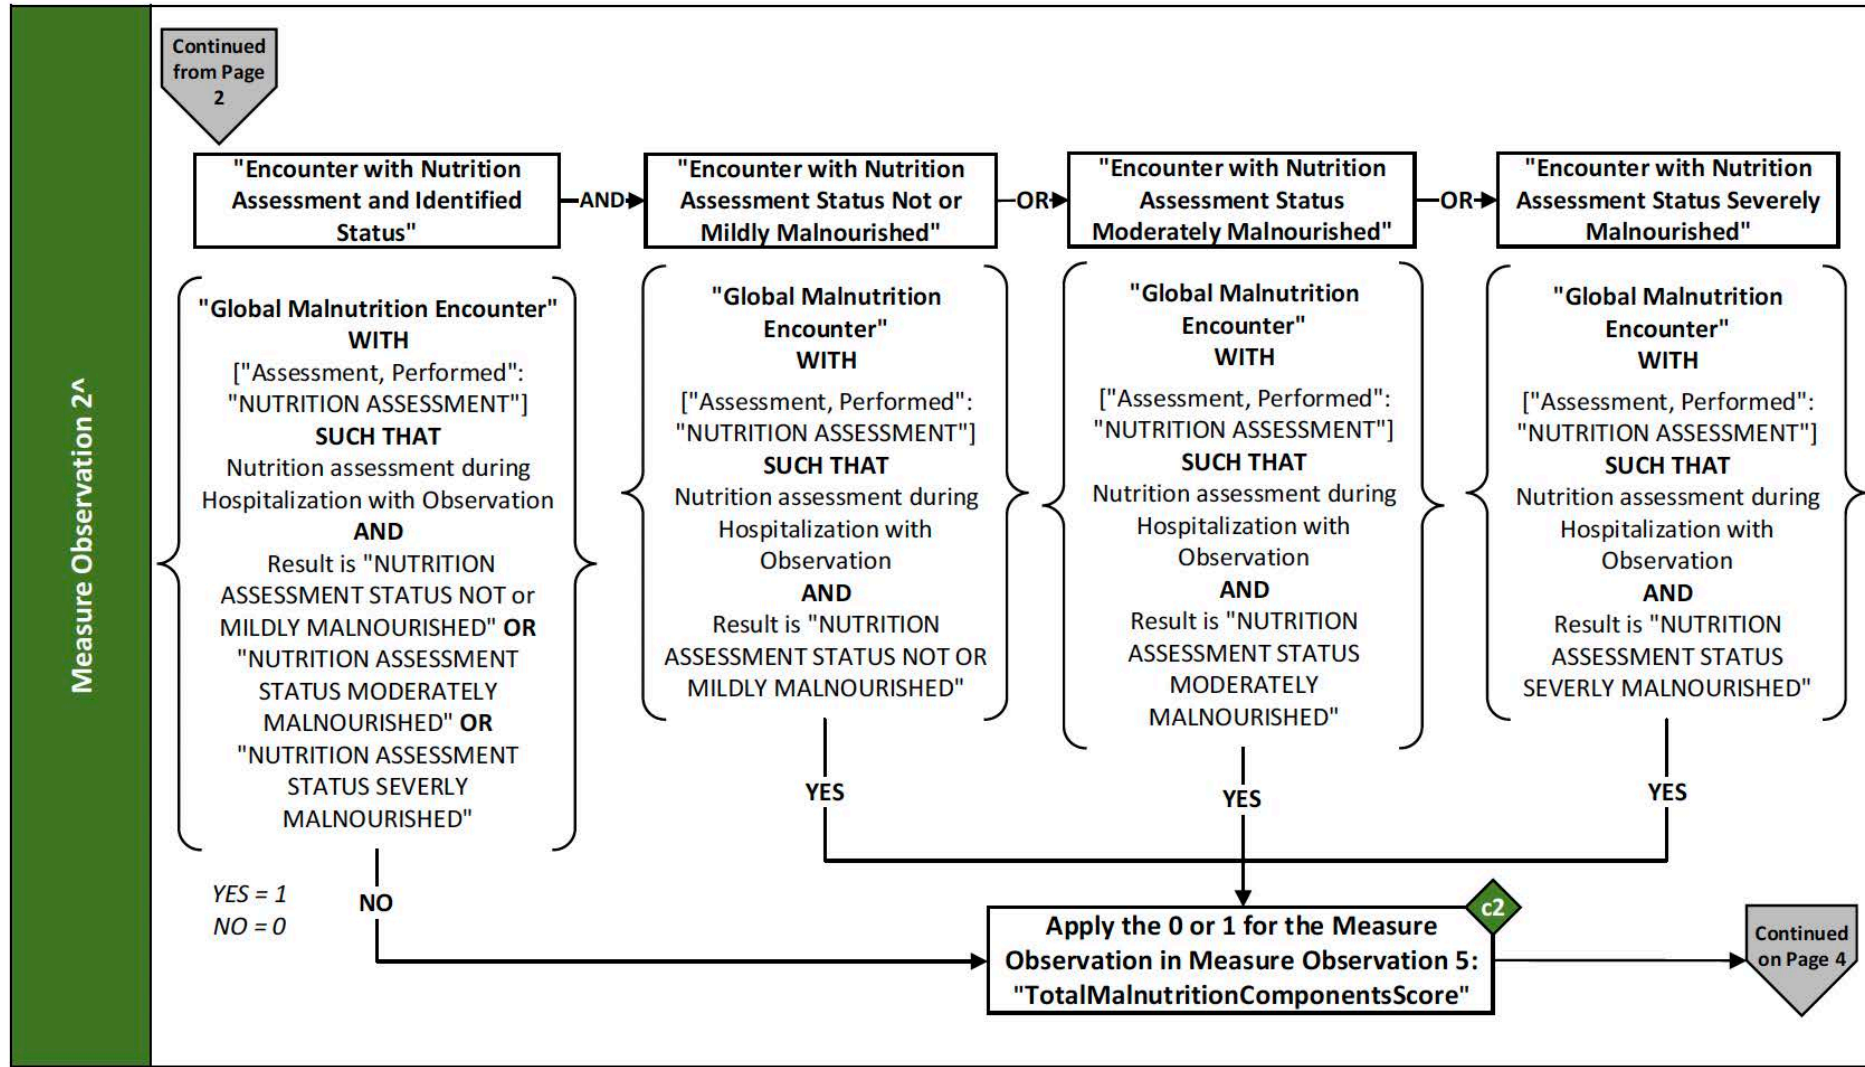 Measure Observation 2^
Continued
from Page
2
"Encounter with Nutrition
Assessment and Identified
Status"
AND
"Encounter with Nutrition
Assessment Status Not or
Mildly Malnourished"
OR
"Encounter with Nutrition
Assessment Status
Moderately Malnourished"
OR
"Encounter with Nutrition
Assessment Status Severely
Malnourished"
"Global Malnutrition Encounter"
WITH
["Assessment, Performed":
"NUTRITION ASSESSMENT"]
SUCH THAT
Nutrition assessment during
Hospitalization with Observation
AND
Result is "NUTRITION
ASSESSMENT STATUS NOT or
MILDLY MALNOURISHED" OR
"NUTRITION ASSESSMENT
STATUS MODERATELY
MALNOURISHED" OR
"NUTRITION ASSESSMENT
STATUS SEVERLY
MALNOURISHED"
"Global Malnutrition
Encounter"
WITH
["Assessment, Performed":
"NUTRITION ASSESSMENT"]
SUCH THAT
Nutrition assessment during
Hospitalization with
Observation
AND
Result is "NUTRITION
ASSESSMENT STATUS NOT OR
MILDLY MALNOURISHED"
"Global Malnutrition
Encounter"
WITH
["Assessment, Performed":
"NUTRITION ASSESSMENT"]
SUCH THAT
Nutrition assessment during
Hospitalization with
Observation
AND
Result is "NUTRITION
ASSESSMENT STATUS
MODERATELY
MALNOURISHED"
"Global Malnutrition
Encounter"
WITH
["Assessment, Performed":
"NUTRITION ASSESSMENT"]
SUCH THAT
Nutrition assessment during
Hospitalization with
Observation
AND
Result is "NUTRITION
ASSESSMENT STATUS
SEVERLY MALNOURISHED"
YES
YES
YES
YES = 1
NO = 0
NO
c2
Apply the 0 or 1 for the Measure
Observation in Measure Observation 5:
"TotalMalnutritionComponentsScore"
Continued
on Page 4